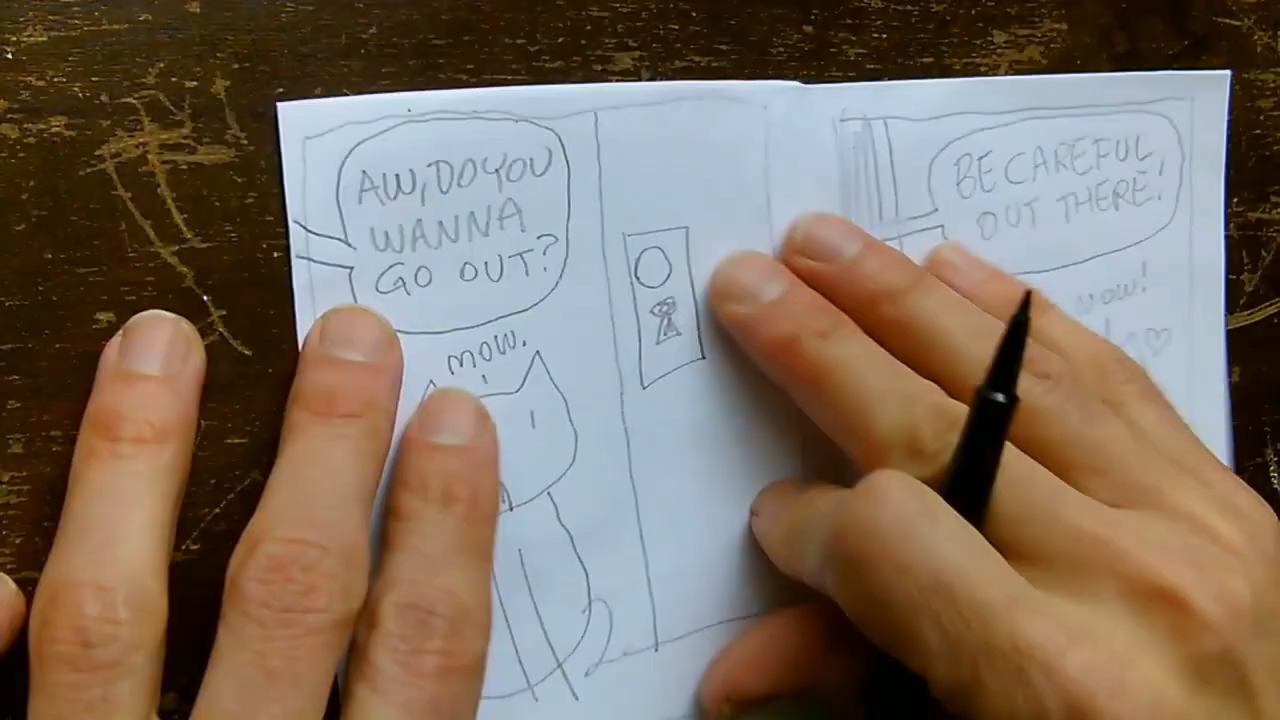 AW, DO YOU
WANNA
GO OUT?
MOW.
BE CAREFUL
OUT THERE!
MOW!